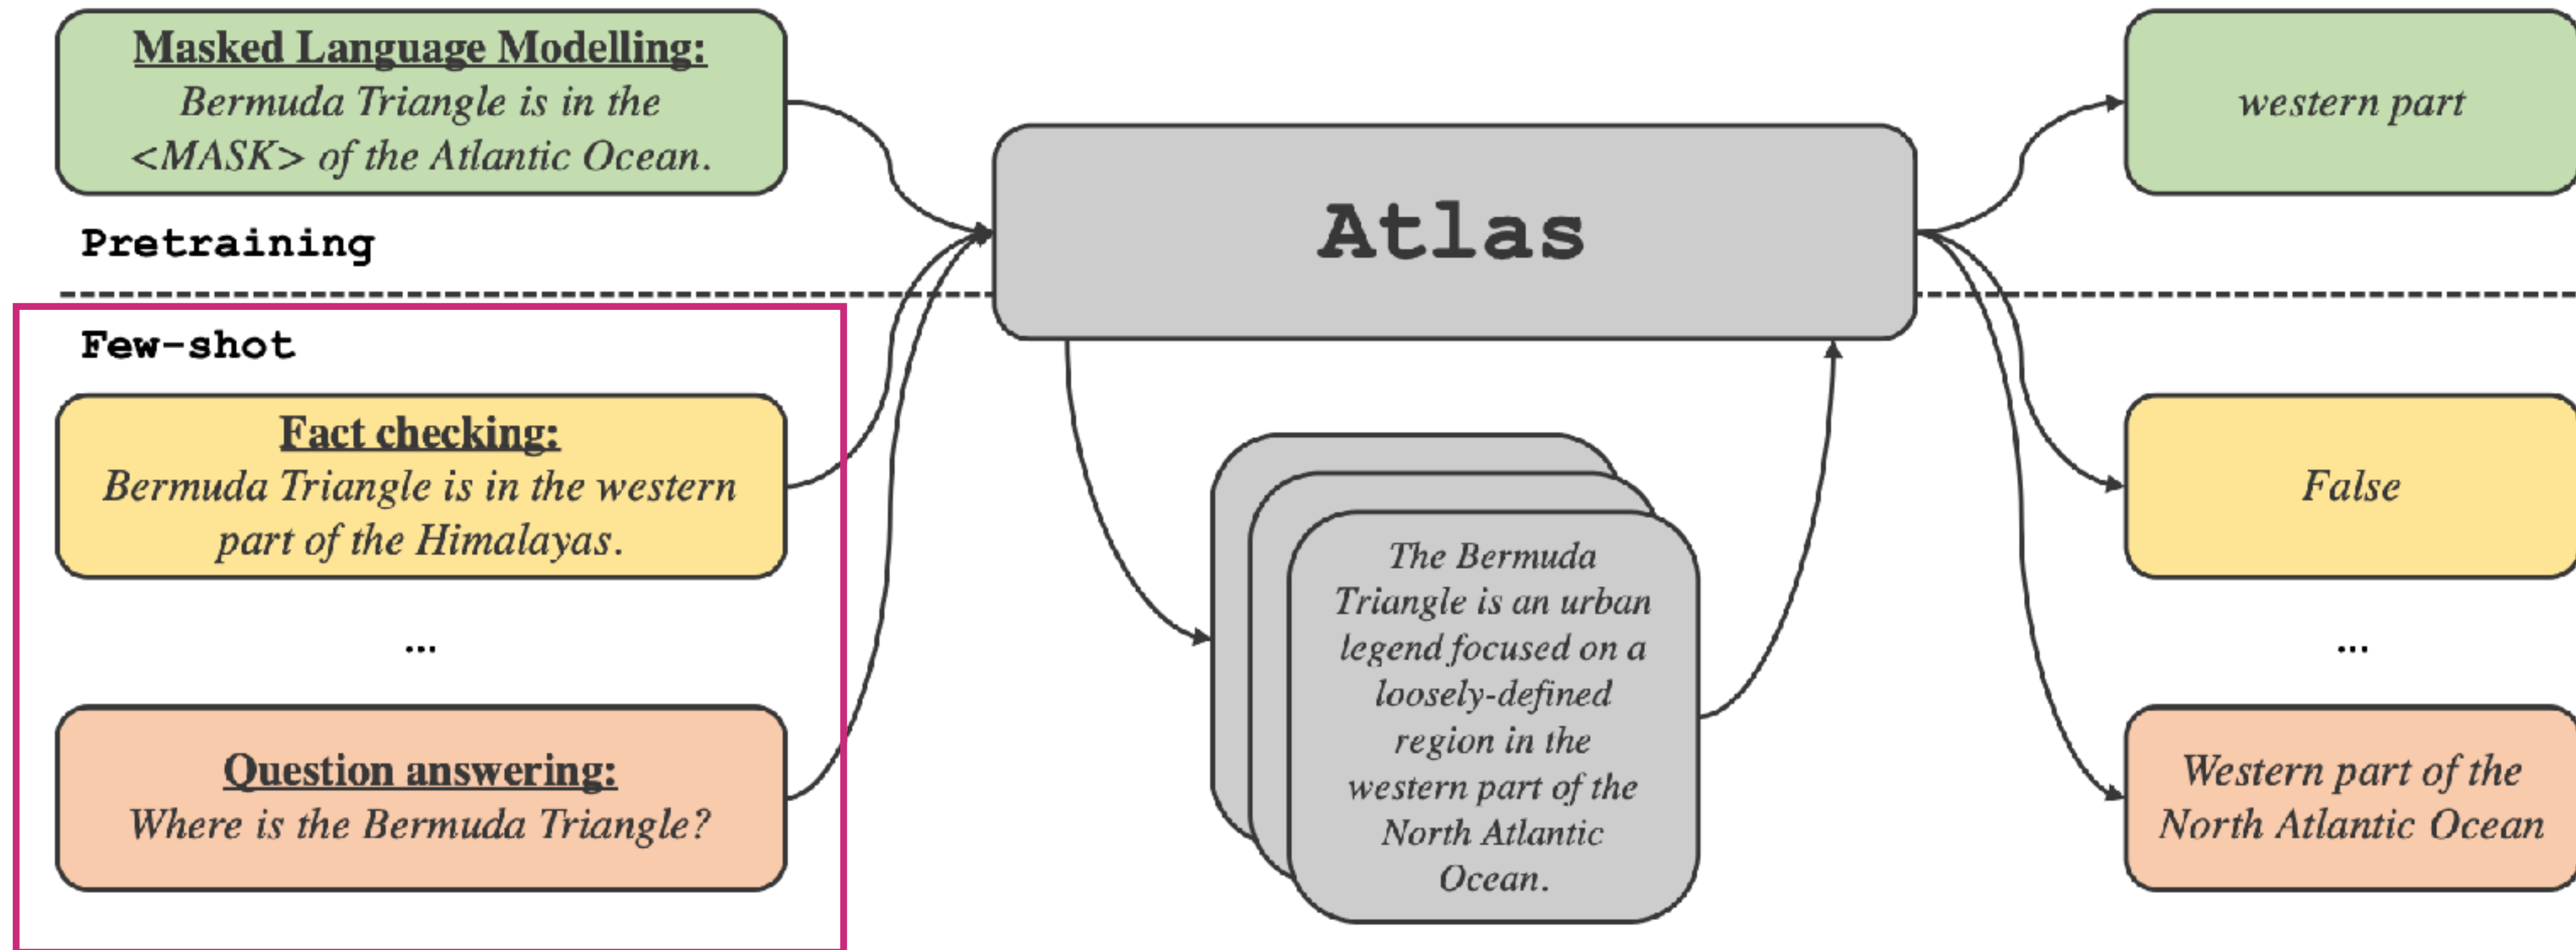 Masked Language Modelling:
Bermuda Triangle is in the
<MASK> of the Atlantic Ocean.
Pretraining
Few-shot
Fact checking:
Bermuda Triangle is in the western
part of the Himalayas.
...
Question answering:
Where is the Bermuda Triangle?
Atlas
The Bermuda
Triangle is an urban
legend focused on a
loosely-defined
region in the
western part of the
North Atlantic
Ocean.
western part
False
...
Western part of the
North Atlantic Ocean